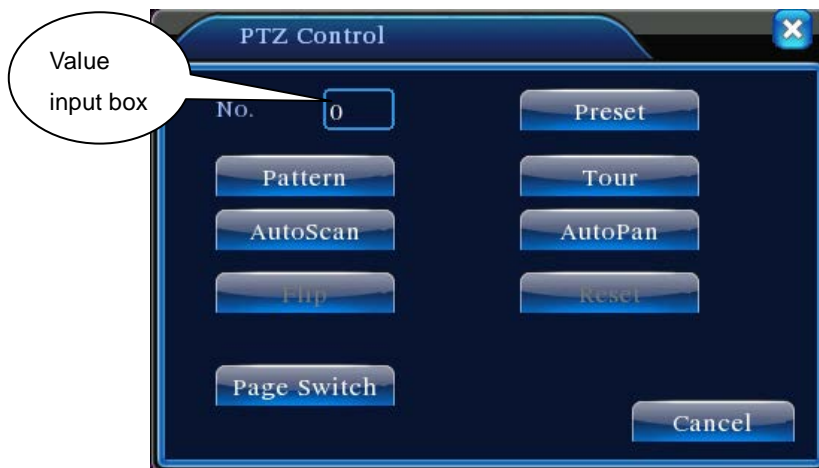 PTZ Control
Value
input box
No. 0 Preset
Pattern Tour
AutoScan AutoPan
Flip Reset
Page Switch
Cancel